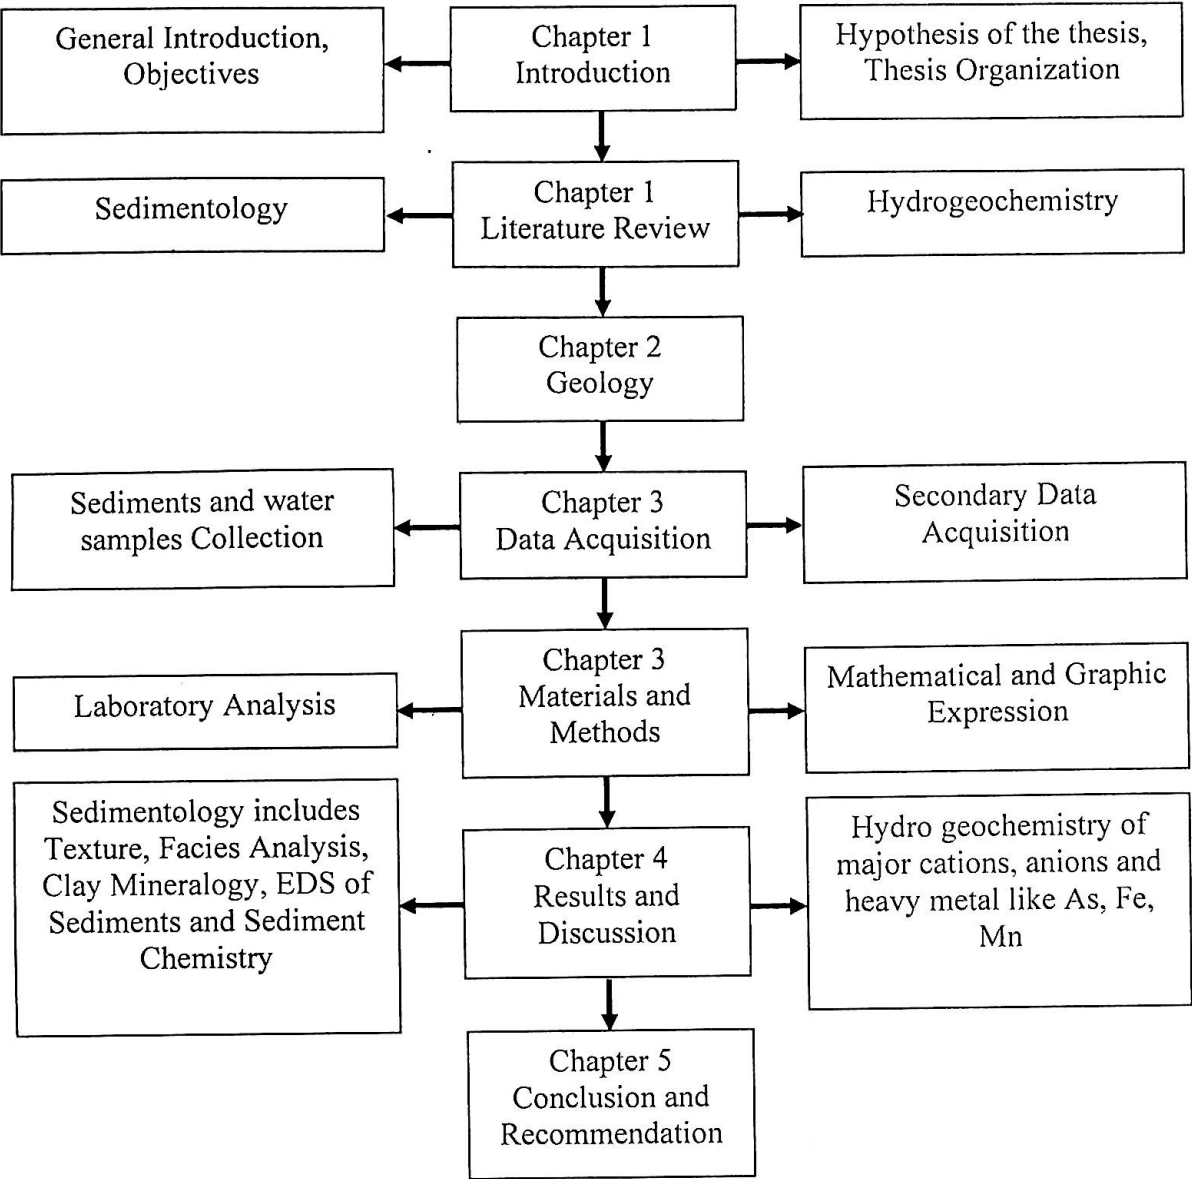 General Introduction,
Objectives
Chapter 1
Introduction
Hypothesis of the thesis,
Thesis Organization
Sedimentology
Chapter 1
Literature Review
Hydrogeochemistry
Chapter 2
Geology
Sediments and water
samples Collection
Chapter 3
Data Acquisition
Secondary Data
Acquisition
Laboratory Analysis
Chapter 3
Materials and
Methods
Mathematical and Graphic
Expression
Sedimentology includes
Texture, Facies Analysis,
Clay Mineralogy, EDS of
Sediments and Sediment
Chemistry
Chapter 4
Results and
Discussion
Hydro geochemistry of
major cations, anions and
heavy metal like As, Fe,
Mn
Chapter 5
Conclusion and
Recommendation